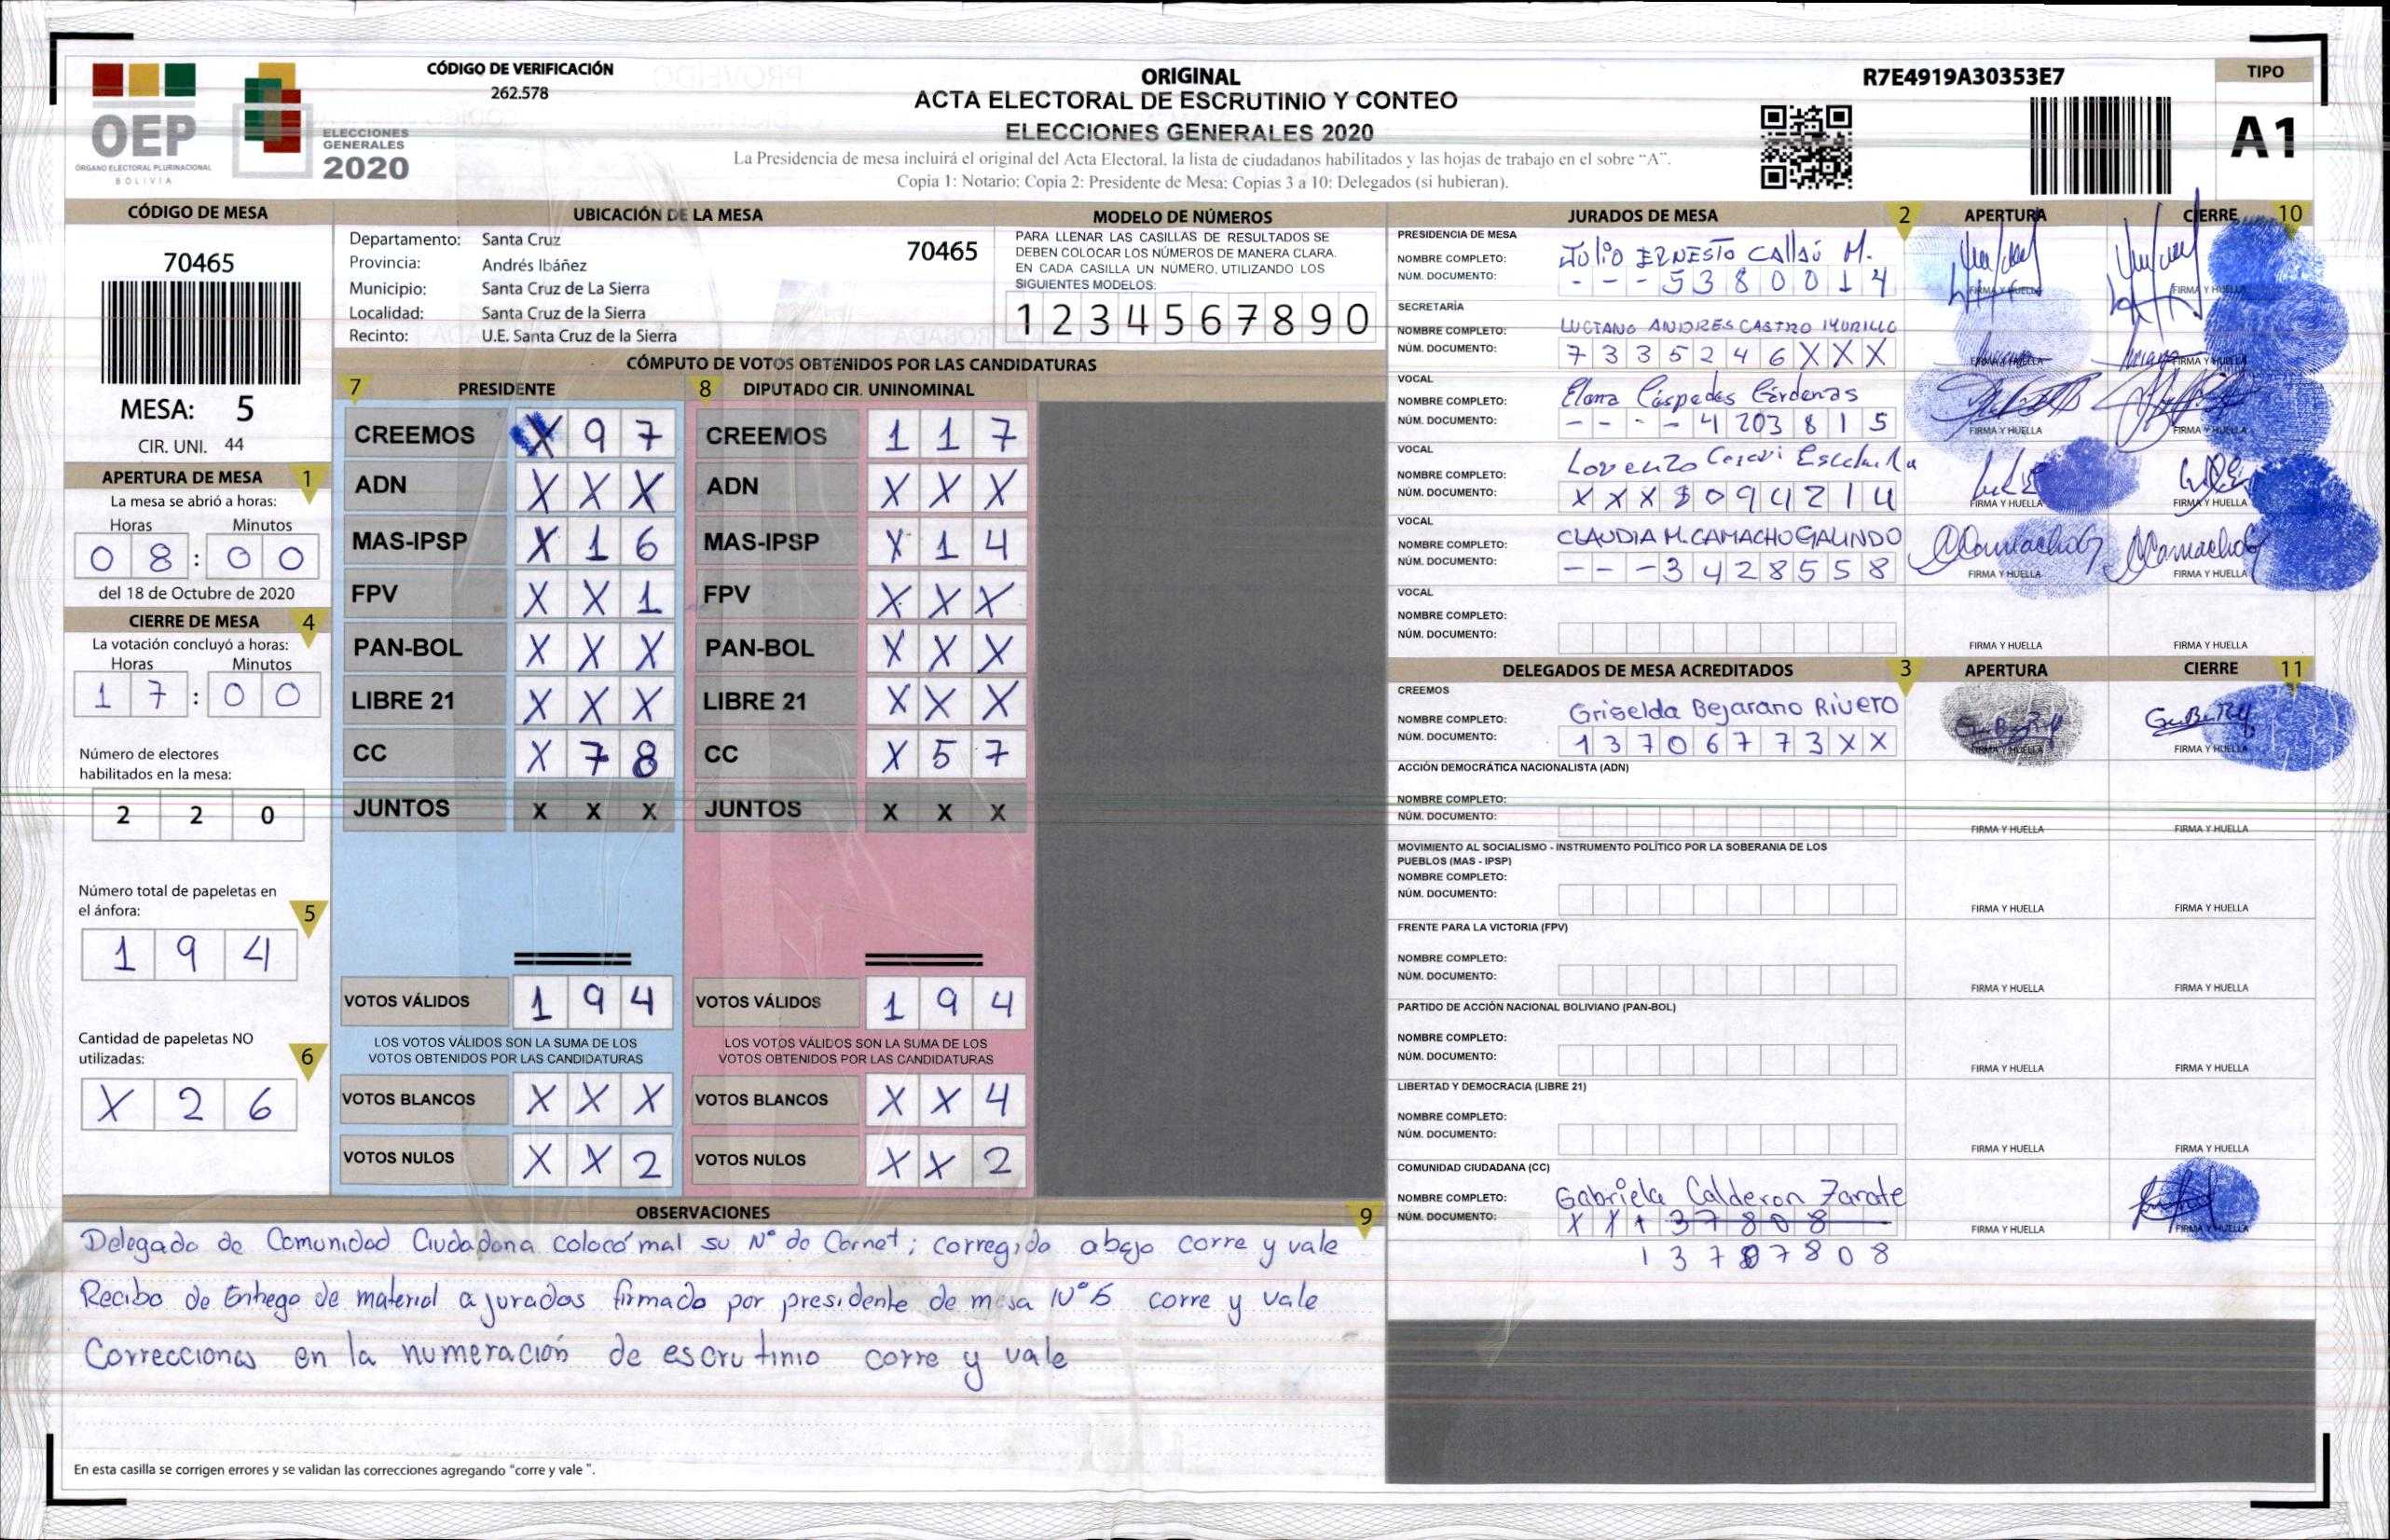 CÓDIGO DE VERIFICACIÓN
262.578
OEP
ÓRGANO ELECTORAL PLURINACIONAL
BOLIVIA
ELECCIONES
GENERALES
2020
ORIGINAL
ACTA ELECTORAL DE ESCRUTINIO Y CONTEO
ELECCIONES GENERALES 2020
La Presidencia de mesa incluirá el original del Acta Electoral, la lista de ciudadanos habilitados y las hojas de trabajo en el sobre "A".
Copia 1: Notario; Copia 2: Presidente de Mesa; Copias 3 a 10: Delegados (si hubieran).
R7E4919A30353E7
TIPO
A1
CÓDIGO DE MESA
70465
MESA: 5
CIR. UNI. 44
APERTURA DE MESA 1
La mesa se abrió a horas:
Horas Minutos
0 8 : 0 0
del 18 de Octubre de 2020
CIERRE DE MESA 4
La votación concluyó a horas:
Horas Minutos
1 7 : 0 0
Número de electores
habilitados en la mesa:
2 2 0
Número total de papeletas en
el ánfora: 5
1 9 4
Cantidad de papeletas NO
utilizadas: 6
X 2 6
UBICACIÓN DE LA MESA
Departamento: Santa Cruz 70465
Provincia: Andrés Ibáñez
Municipio: Santa Cruz de La Sierra
Localidad: Santa Cruz de la Sierra
Recinto: U.E. Santa Cruz de la Sierra
MODELO DE NÚMEROS
PARA LLENAR LAS CASILLAS DE RESULTADOS SE
DEBEN COLOCAR LOS NÚMEROS DE MANERA CLARA.
EN CADA CASILLA UN NÚMERO, UTILIZANDO LOS
SIGUIENTES MODELOS:
1 2 3 4 5 6 7 8 9 0
CÓMPUTO DE VOTOS OBTENIDOS POR LAS CANDIDATURAS
7 PRESIDENTE
CREEMOS X 9 7
ADN X X X
MAS-IPSP X 1 6
FPV X X 1
PAN-BOL X X X
LIBRE 21 X X X
CC X 7 8
JUNTOS X X X
VOTOS VÁLIDOS 1 9 4
LOS VOTOS VÁLIDOS SON LA SUMA DE LOS
VOTOS OBTENIDOS POR LAS CANDIDATURAS
VOTOS BLANCOS X X X
VOTOS NULOS X X 2
8 DIPUTADO CIR. UNINOMINAL
CREEMOS 1 1 7
ADN X X X
MAS-IPSP X 1 4
FPV X X X
PAN-BOL X X X
LIBRE 21 X X X
CC X 5 7
JUNTOS X X X
VOTOS VÁLIDOS 1 9 4
LOS VOTOS VÁLIDOS SON LA SUMA DE LOS
VOTOS OBTENIDOS POR LAS CANDIDATURAS
VOTOS BLANCOS X X 4
VOTOS NULOS X X 2
OBSERVACIONES 9
Delegado de Comunidad Ciudadana colocó mal su Nº de Carnet; corregido abajo corre y vale
Recibo de Entrega de material a jurados firmado por presidente de mesa Nº 5 corre y vale
Correcciones en la numeración de escrutinio corre y vale
En esta casilla se corrigen errores y se validan las correcciones agregando "corre y vale ".
JURADOS DE MESA 2 APERTURA CIERRE 10
PRESIDENCIA DE MESA
NOMBRE COMPLETO: Julio ERNESTO Callaú M.
NÚM. DOCUMENTO: - - - 5 3 8 0 0 1 4
FIRMA Y HUELLA FIRMA Y HUELLA
SECRETARÍA
NOMBRE COMPLETO: LUCIANO ANDRES CASTRO MURILLO
NÚM. DOCUMENTO: 7 3 3 5 2 4 6 X X X
FIRMA Y HUELLA
VOCAL
NOMBRE COMPLETO: Elena Céspedes Cárdenas
NÚM. DOCUMENTO: - - - - 4 2 0 3 8 1 5
FIRMA Y HUELLA FIRMA Y HUELLA
VOCAL
NOMBRE COMPLETO: Lorenzo
NÚM. DOCUMENTO: X X X 8 0 9 4 2 1 4
FIRMA Y HUELLA FIRMA Y HUELLA
VOCAL
NOMBRE COMPLETO: CLAUDIA M. CAMACHO GALINDO
NÚM. DOCUMENTO: - - - 3 4 2 8 5 5 8
FIRMA Y HUELLA FIRMA Y HUELLA
VOCAL
NOMBRE COMPLETO:
NÚM. DOCUMENTO:
FIRMA Y HUELLA FIRMA Y HUELLA
DELEGADOS DE MESA ACREDITADOS 3 APERTURA CIERRE 11
CREEMOS
NOMBRE COMPLETO: Griselda Bejarano Rivero
NÚM. DOCUMENTO: 1 3 7 0 6 7 7 3 X X
FIRMA Y HUELLA
ACCIÓN DEMOCRÁTICA NACIONALISTA (ADN)
NOMBRE COMPLETO:
NÚM. DOCUMENTO:
FIRMA Y HUELLA FIRMA Y HUELLA
MOVIMIENTO AL SOCIALISMO - INSTRUMENTO POLÍTICO POR LA SOBERANIA DE LOS
PUEBLOS (MAS - IPSP)
NOMBRE COMPLETO:
NÚM. DOCUMENTO:
FIRMA Y HUELLA FIRMA Y HUELLA
FRENTE PARA LA VICTORIA (FPV)
NOMBRE COMPLETO:
NÚM. DOCUMENTO:
FIRMA Y HUELLA FIRMA Y HUELLA
PARTIDO DE ACCIÓN NACIONAL BOLIVIANO (PAN-BOL)
NOMBRE COMPLETO:
NÚM. DOCUMENTO:
FIRMA Y HUELLA FIRMA Y HUELLA
LIBERTAD Y DEMOCRACIA (LIBRE 21)
NOMBRE COMPLETO:
NÚM. DOCUMENTO:
FIRMA Y HUELLA FIRMA Y HUELLA
COMUNIDAD CIUDADANA (CC)
NOMBRE COMPLETO: Gabriela Calderon Zarate
NÚM. DOCUMENTO: X X 1 3 7 8 0 8
FIRMA Y HUELLA FIRMA Y HUELLA